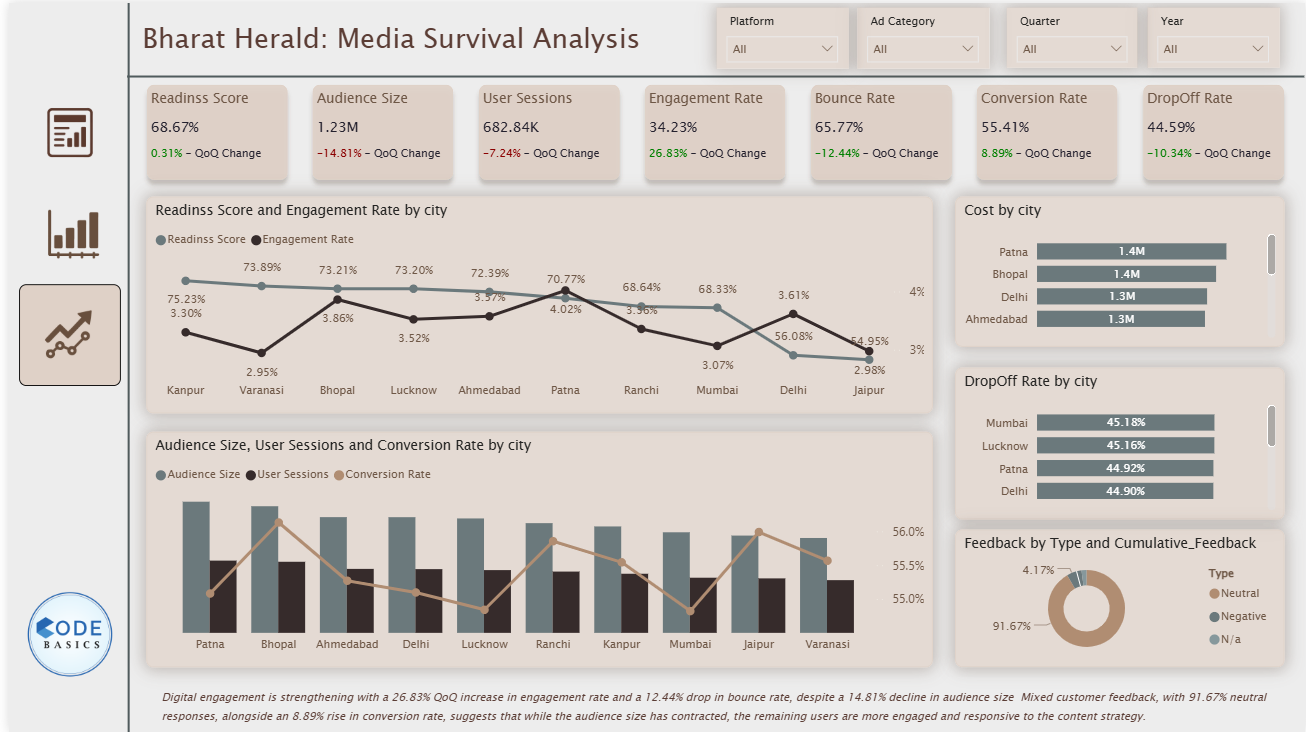 Bharat Herald: Media Survival Analysis
Platform
All
Ad Category
All
Quarter
All
Year
All
Readinss Score
68.67%
0.31% - QoQ Change
Audience Size
1.23M
-14.81% - QoQ Change
User Sessions
682.84K
-7.24% - QoQ Change
Engagement Rate
34.23%
26.83% - QoQ Change
Bounce Rate
65.77%
-12.44% - QoQ Change
Conversion Rate
55.41%
8.89% - QoQ Change
DropOff Rate
44.59%
-10.34% - QoQ Change
Readinss Score and Engagement Rate by city
Readinss Score Engagement Rate
75.23% 73.89% 73.21% 73.20% 72.39% 70.77% 68.64% 68.33% 56.08% 54.95%
3.30% 2.95% 3.86% 3.52% 3.57% 4.02% 3.36% 3.07% 3.61% 2.98%
4%
3%
Kanpur Varanasi Bhopal Lucknow Ahmedabad Patna Ranchi Mumbai Delhi Jaipur
Cost by city
Patna 1.4M
Bhopal 1.4M
Delhi 1.3M
Ahmedabad 1.3M
DropOff Rate by city
Mumbai 45.18%
Lucknow 45.16%
Patna 44.92%
Delhi 44.90%
Audience Size, User Sessions and Conversion Rate by city
Audience Size User Sessions Conversion Rate
56.0%
55.5%
55.0%
Patna Bhopal Ahmedabad Delhi Lucknow Ranchi Kanpur Mumbai Jaipur Varanasi
Feedback by Type and Cumulative_Feedback
4.17%
91.67%
Type
Neutral
Negative
N/a
CODE
BASICS
Digital engagement is strengthening with a 26.83% QoQ increase in engagement rate and a 12.44% drop in bounce rate, despite a 14.81% decline in audience size  Mixed customer feedback, with 91.67% neutral
responses, alongside an 8.89% rise in conversion rate, suggests that while the audience size has contracted, the remaining users are more engaged and responsive to the content strategy.